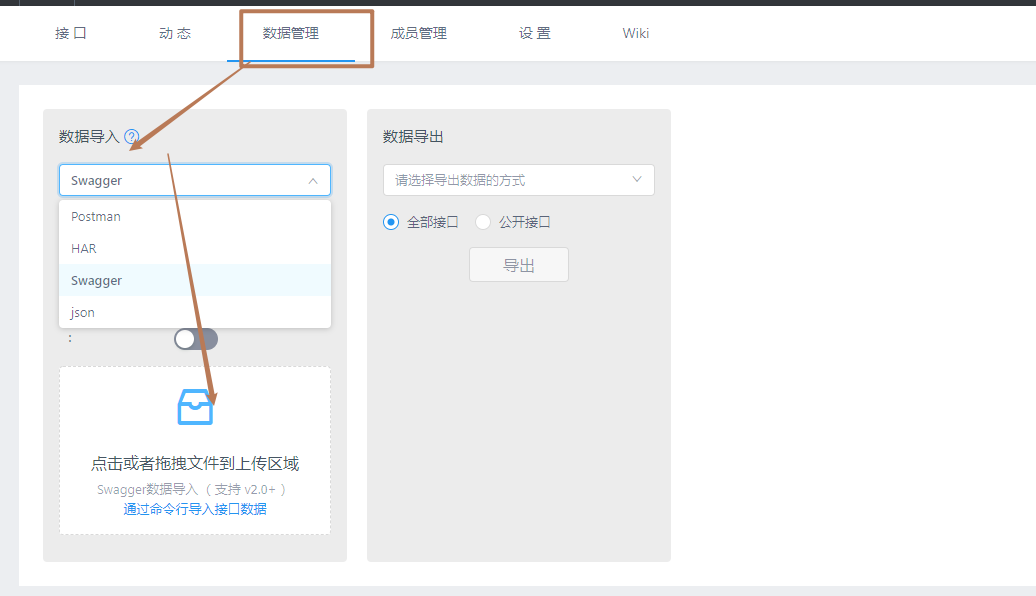 接 口 动 态 数据管理 成员管理 设 置 Wiki
数据导入
Swagger
Postman
HAR
Swagger
json
:
点击或者拖拽文件到上传区域
Swagger数据导入 （ 支持 v2.0+ ）
通过命令行导入接口数据
数据导出
请选择导出数据的方式
全部接口 公开接口
导出